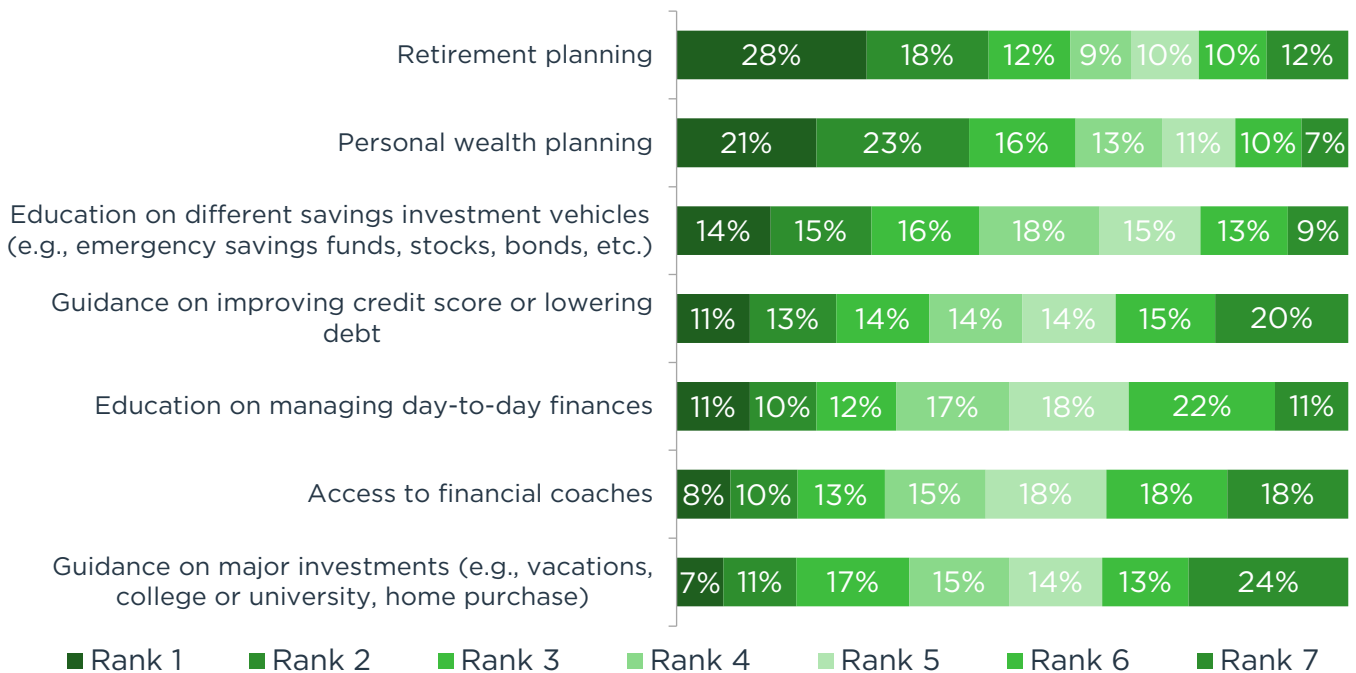 Retirement planning
28% 18% 12% 9% 10% 10% 12%
Personal wealth planning
21% 23% 16% 13% 11% 10% 7%
Education on different savings investment vehicles
(e.g., emergency savings funds, stocks, bonds, etc.)
14% 15% 16% 18% 15% 13% 9%
Guidance on improving credit score or lowering
debt
11% 13% 14% 14% 14% 15% 20%
Education on managing day-to-day finances
11% 10% 12% 17% 18% 22% 11%
Access to financial coaches
8% 10% 13% 15% 18% 18% 18%
Guidance on major investments (e.g., vacations,
college or university, home purchase)
7% 11% 17% 15% 14% 13% 24%
Rank 1 Rank 2 Rank 3 Rank 4 Rank 5 Rank 6 Rank 7